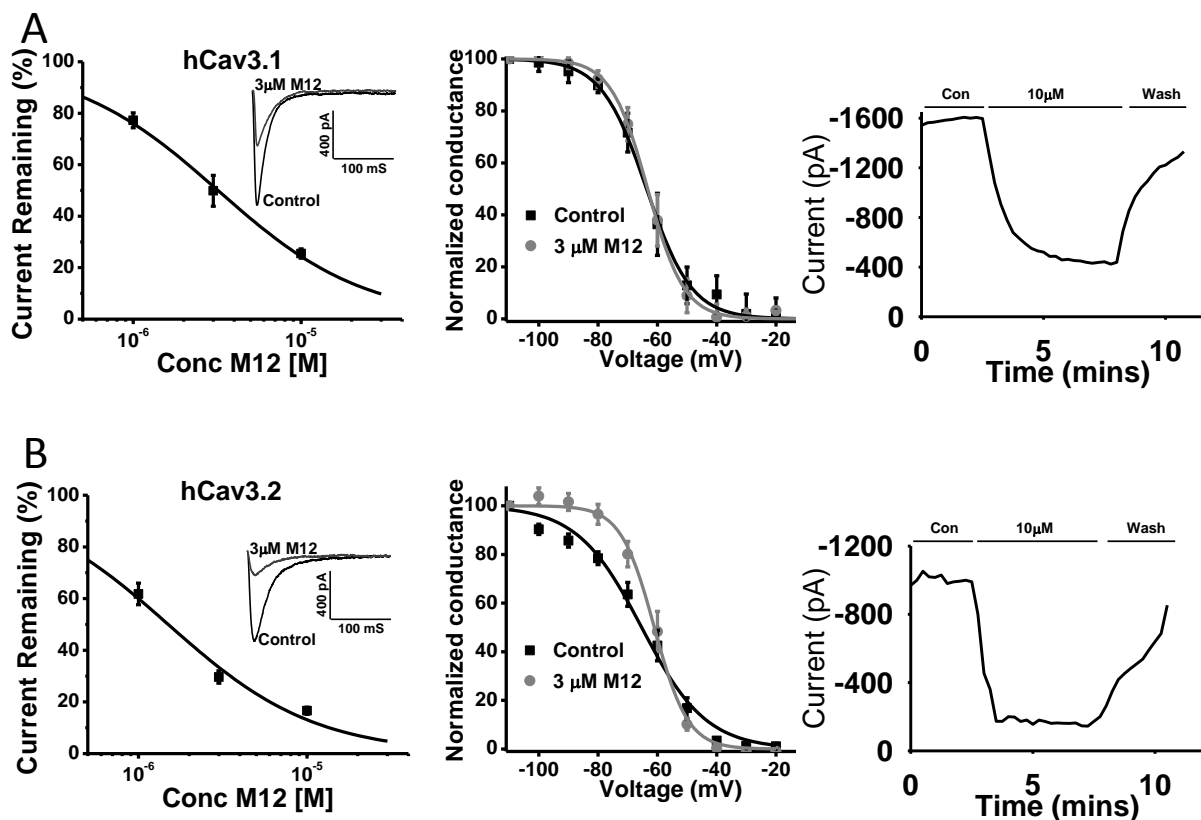 A
hCav3.1
Current Remaining (%)
100
80
60
40
20
0
10⁻⁶
10⁻⁵
Conc M12 [M]
3μM M12
400 pA
100 mS
Control
Normalized conductance
100
80
60
40
20
0
Control
3 μM M12
-100
-80
-60
-40
-20
Voltage (mV)
Con
10μM
Wash
Current (pA)
-1600
-1200
-800
-400
0
0
5
10
Time (mins)
B
hCav3.2
Current Remaining (%)
100
80
60
40
20
0
10⁻⁶
10⁻⁵
Conc M12 [M]
3μM M12
400 pA
100 mS
Control
Normalized conductance
100
80
60
40
20
0
Control
3 μM M12
-100
-80
-60
-40
-20
Voltage (mV)
Con
10μM
Wash
Current (pA)
-1200
-800
-400
0
0
5
10
Time (mins)